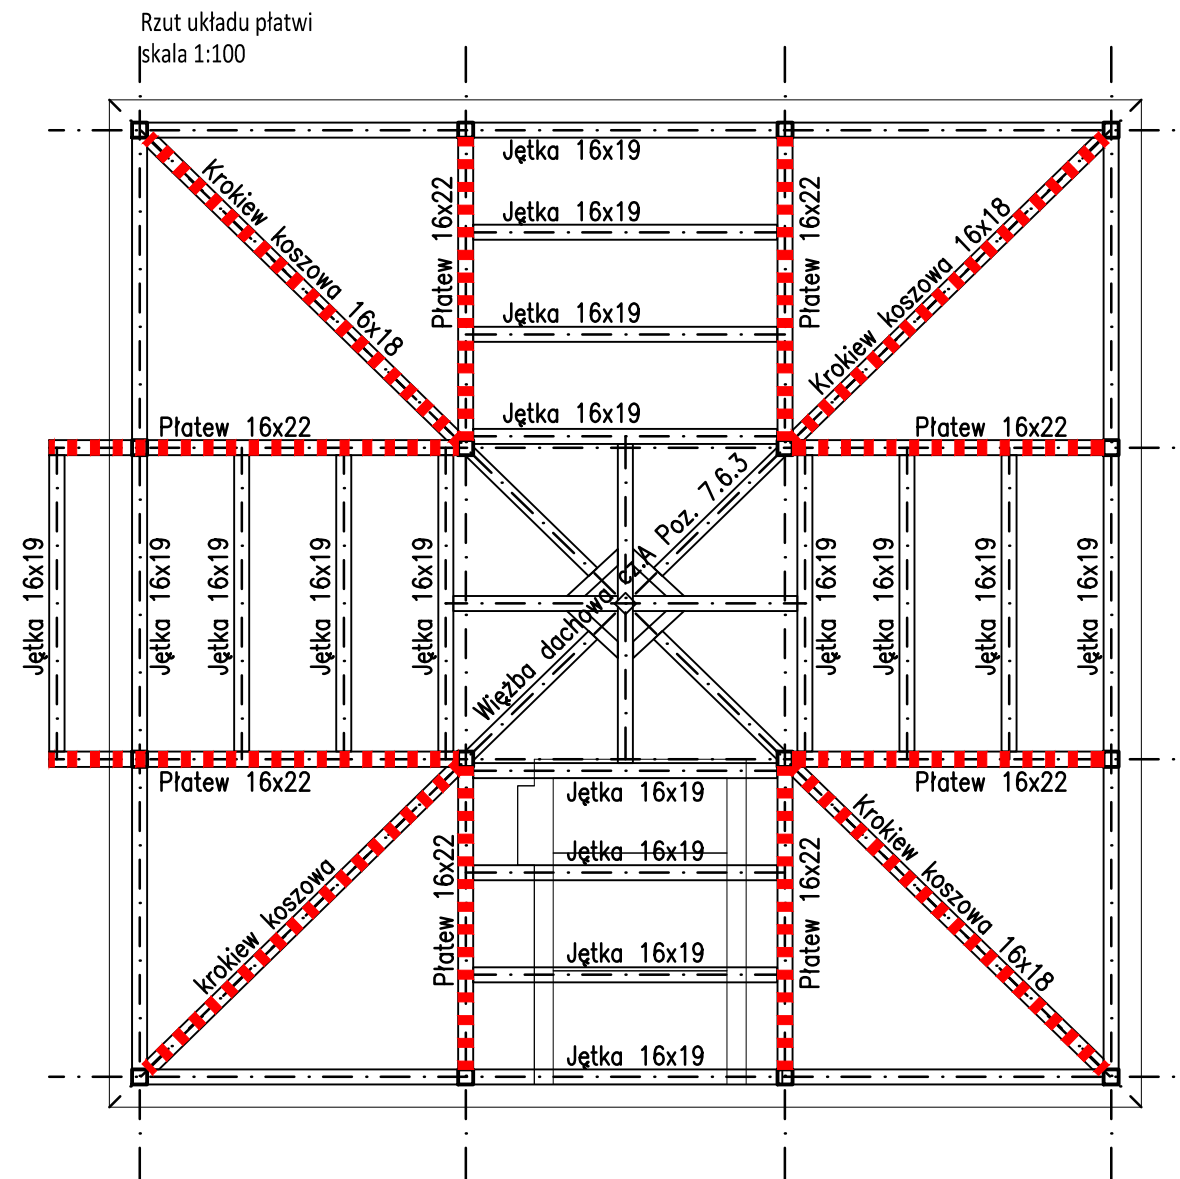 Rzut układu płatwi
skala 1:100
Jętka 16x19
Krokiew koszowa 16x18
Płatew 16x22
Jętka 16x19
Płatew 16x22
Krokiew koszowa 16x18
Jętka 16x19
Jętka 16x19
Płatew 16x22
Płatew 16x22
Więźba dachowa cz.A Poz. 7.6.3
Jętka 16x19
Jętka 16x19
Jętka 16x19
Jętka 16x19
Jętka 16x19
Jętka 16x19
Jętka 16x19
Jętka 16x19
Jętka 16x19
Płatew 16x22
Płatew 16x22
Jętka 16x19
Jętka 16x19
krokiew koszowa
Płatew 16x22
Płatew 16x22
Krokiew koszowa 16x18
Jętka 16x19
Jętka 16x19